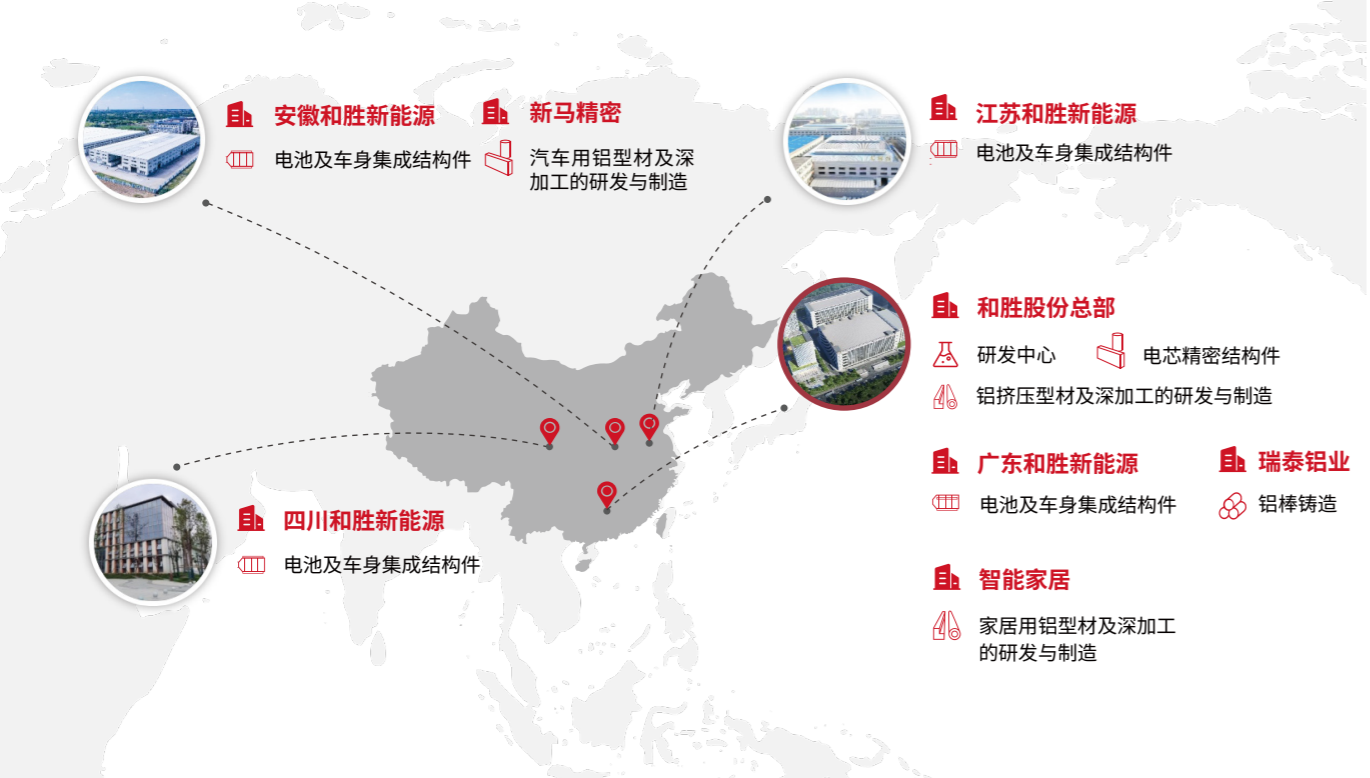 安徽和胜新能源
电池及车身集成结构件
新马精密
汽车用铝型材及深
加工的研发与制造
江苏和胜新能源
电池及车身集成结构件
和胜股份总部
研发中心
电芯精密结构件
铝挤压型材及深加工的研发与制造
广东和胜新能源
电池及车身集成结构件
瑞泰铝业
铝棒铸造
四川和胜新能源
电池及车身集成结构件
智能家居
家居用铝型材及深加工
的研发与制造